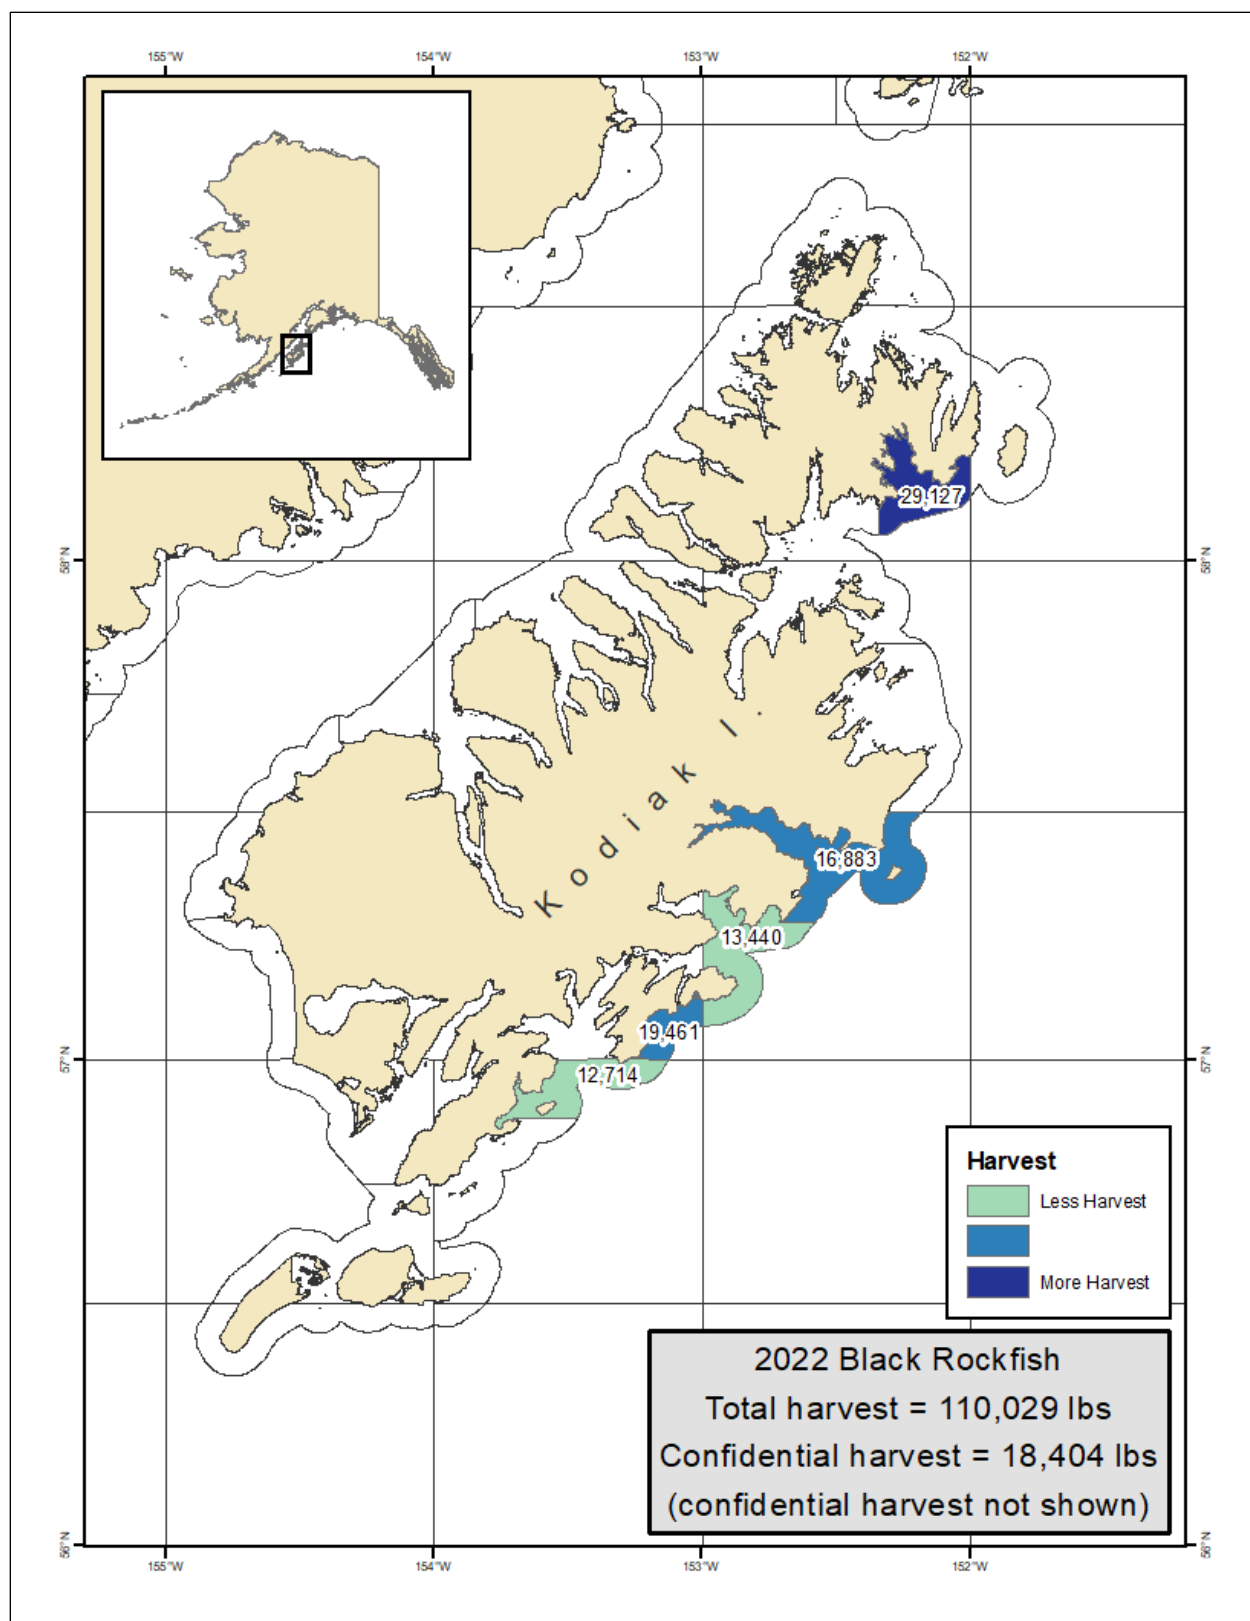 155°W 154°W 153°W 152°W
29,127
58°N 58°N
Kodiak I.
16,883
13,440
19,461
12,714
57°N 57°N
Harvest
Less Harvest
More Harvest
2022 Black Rockfish
Total harvest = 110,029 lbs
Confidential harvest = 18,404 lbs
(confidential harvest not shown)
56°N 56°N
155°W 154°W 153°W 152°W